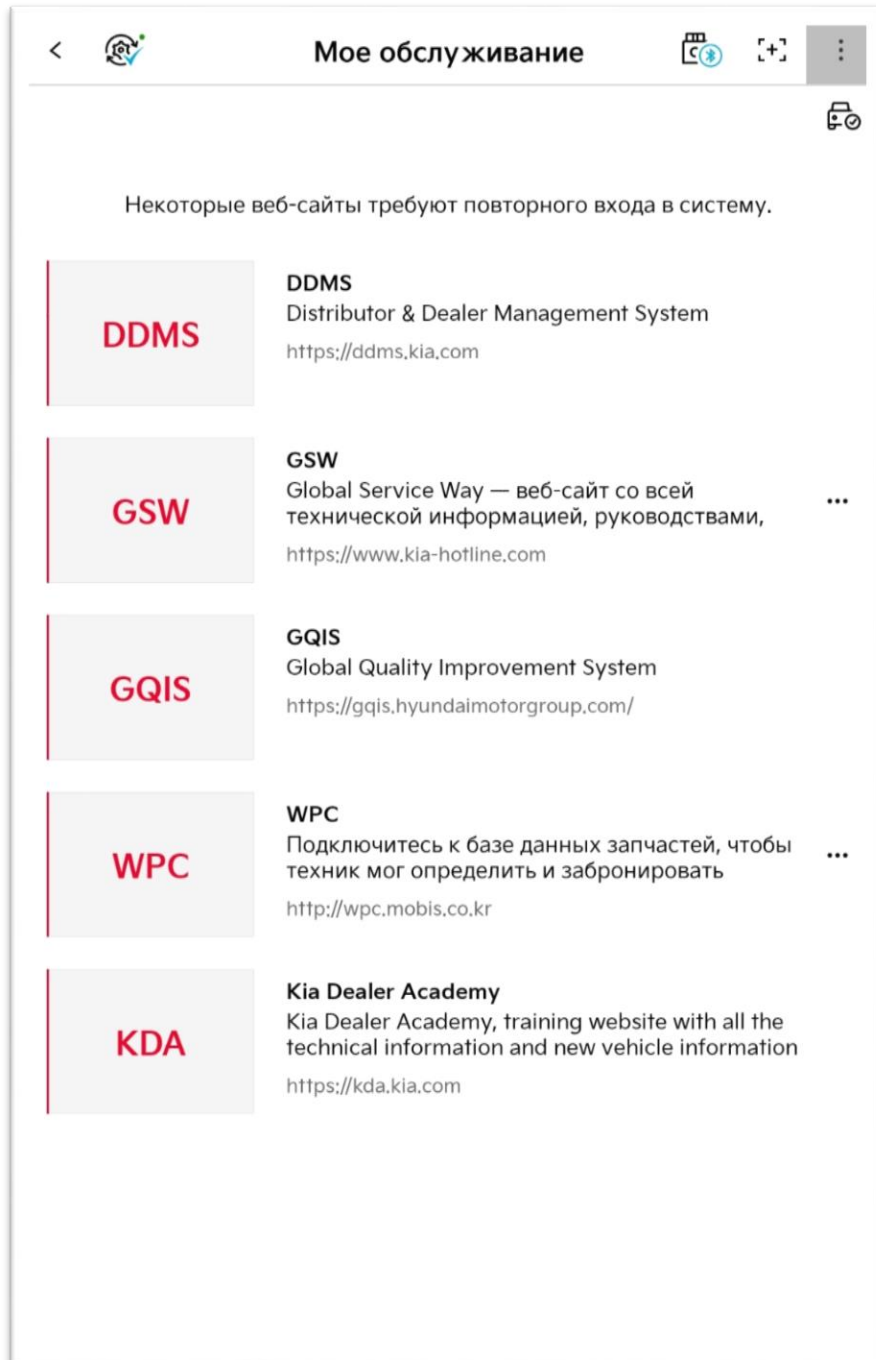 Мое обслуживание
Некоторые веб-сайты требуют повторного входа в систему.
DDMS
DDMS
Distributor & Dealer Management System
https://ddms.kia.com
GSW
GSW
Global Service Way — веб-сайт со всей
технической информацией, руководствами,
https://www.kia-hotline.com
GQIS
GQIS
Global Quality Improvement System
https://gqis.hyundaimotorgroup.com/
WPC
WPC
Подключитесь к базе данных запчастей, чтобы
техник мог определить и забронировать
http://wpc.mobis.co.kr
KDA
Kia Dealer Academy
Kia Dealer Academy, training website with all the
technical information and new vehicle information
https://kda.kia.com